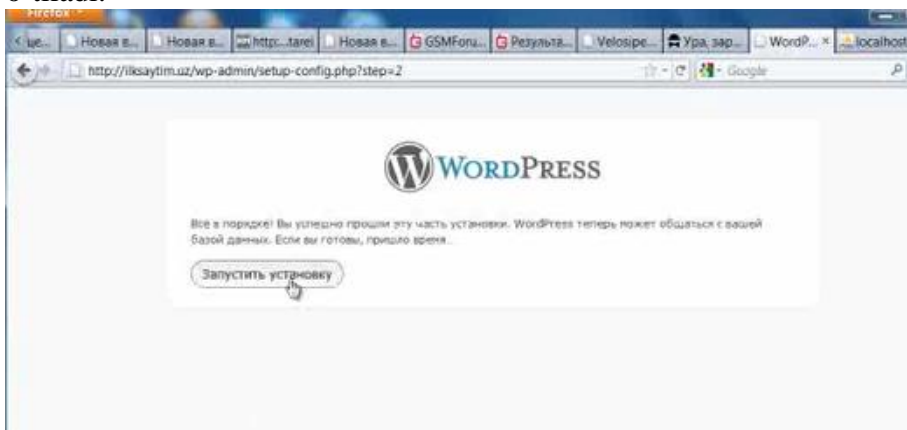 Firefox
Новая в... Новая в... http:...tarei Новая в... GSMForu... Результа... Velosipe... Ура, зар... WordP... × localhost
http://ilksaytim.uz/wp-admin/setup-config.php?step=2 Google
WORDPRESS
Все в порядке! Вы успешно прошли эту часть установки. WordPress теперь может общаться с вашей
базой данных. Если вы готовы, пришло время...
Запустить установку